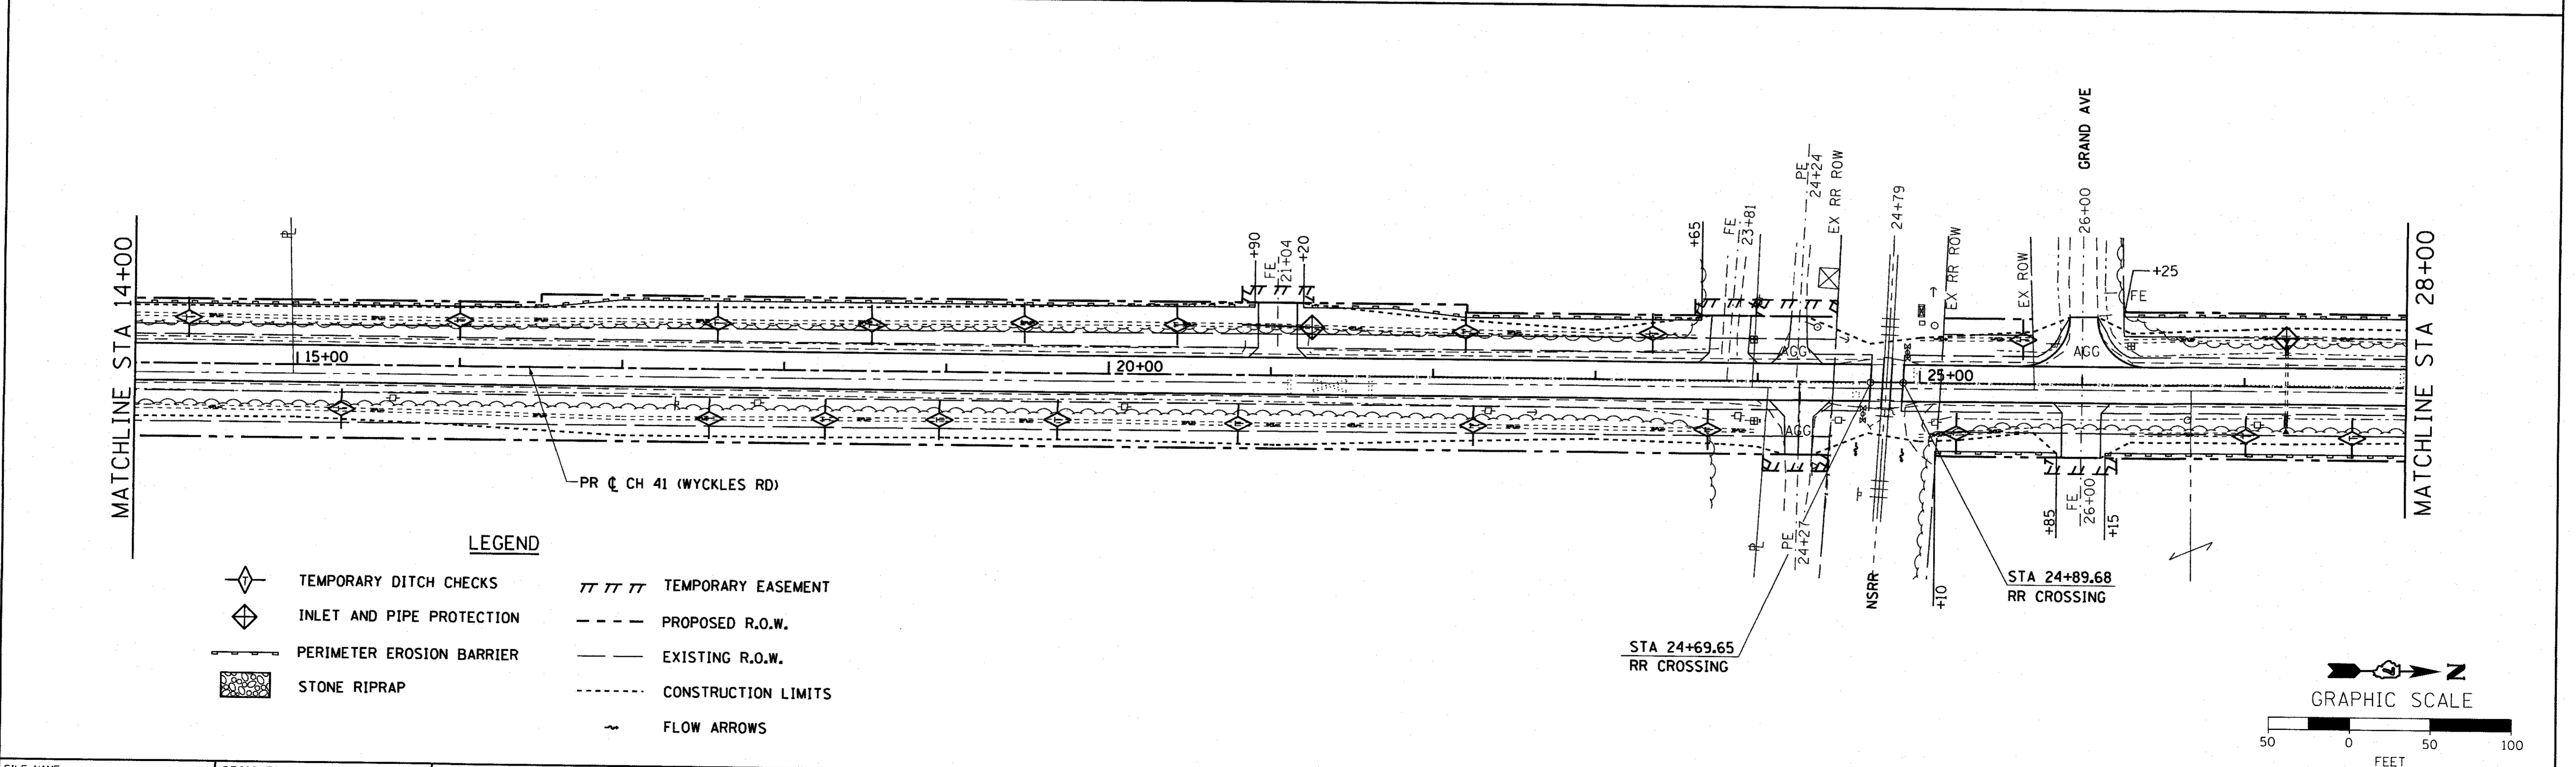 MATCHLINE STA 14+00
15+00
20+00
+90
FE
21+04
+20
+65
FE
23+81
PE
24+24
EX RR ROW
24+79
EX RR ROW
EX ROW
26+00 GRAND AVE
+25
FE
AGG
AGG
25+00
AGG
MATCHLINE STA 28+00
PR ℄ CH 41 (WYCKLES RD)
PE
24+27
NSRR
+10
+85
FE
26+00
+15
STA 24+69.65
RR CROSSING
STA 24+89.68
RR CROSSING
LEGEND
TEMPORARY DITCH CHECKS
INLET AND PIPE PROTECTION
PERIMETER EROSION BARRIER
STONE RIPRAP
TEMPORARY EASEMENT
PROPOSED R.O.W.
EXISTING R.O.W.
CONSTRUCTION LIMITS
FLOW ARROWS
N
GRAPHIC SCALE
50 0 50 100
FEET